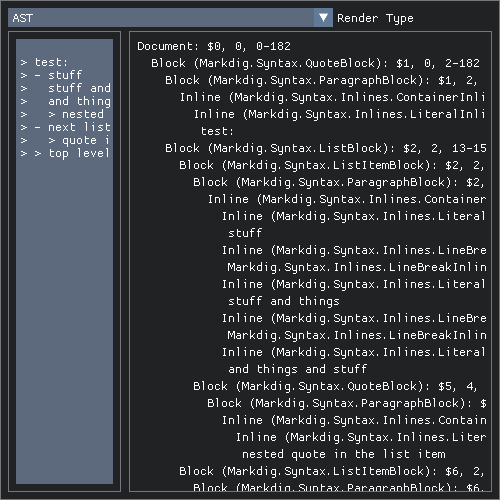 AST
Render Type
> test:
> - stuff
>   stuff and
>   and thing
>   > nested
> - next list
>   > quote i
> > top level
Document: $0, 0, 0-182
Block (Markdig.Syntax.QuoteBlock): $1, 0, 2-182
Block (Markdig.Syntax.ParagraphBlock): $1, 2,
Inline (Markdig.Syntax.Inlines.ContainerInli
Inline (Markdig.Syntax.Inlines.LiteralInli
test:
Block (Markdig.Syntax.ListBlock): $2, 2, 13-15
Block (Markdig.Syntax.ListItemBlock): $2, 2,
Block (Markdig.Syntax.ParagraphBlock): $2,
Inline (Markdig.Syntax.Inlines.Container
Inline (Markdig.Syntax.Inlines.Literal
stuff
Inline (Markdig.Syntax.Inlines.LineBre
Markdig.Syntax.Inlines.LineBreakInlin
Inline (Markdig.Syntax.Inlines.Literal
stuff and things
Inline (Markdig.Syntax.Inlines.LineBre
Markdig.Syntax.Inlines.LineBreakInlin
Inline (Markdig.Syntax.Inlines.Literal
and things and stuff
Block (Markdig.Syntax.QuoteBlock): $5, 4,
Block (Markdig.Syntax.ParagraphBlock): $
Inline (Markdig.Syntax.Inlines.Contain
Inline (Markdig.Syntax.Inlines.Liter
nested quote in the list item
Block (Markdig.Syntax.ListItemBlock): $6, 2,
Block (Markdig.Syntax.ParagraphBlock): $6,